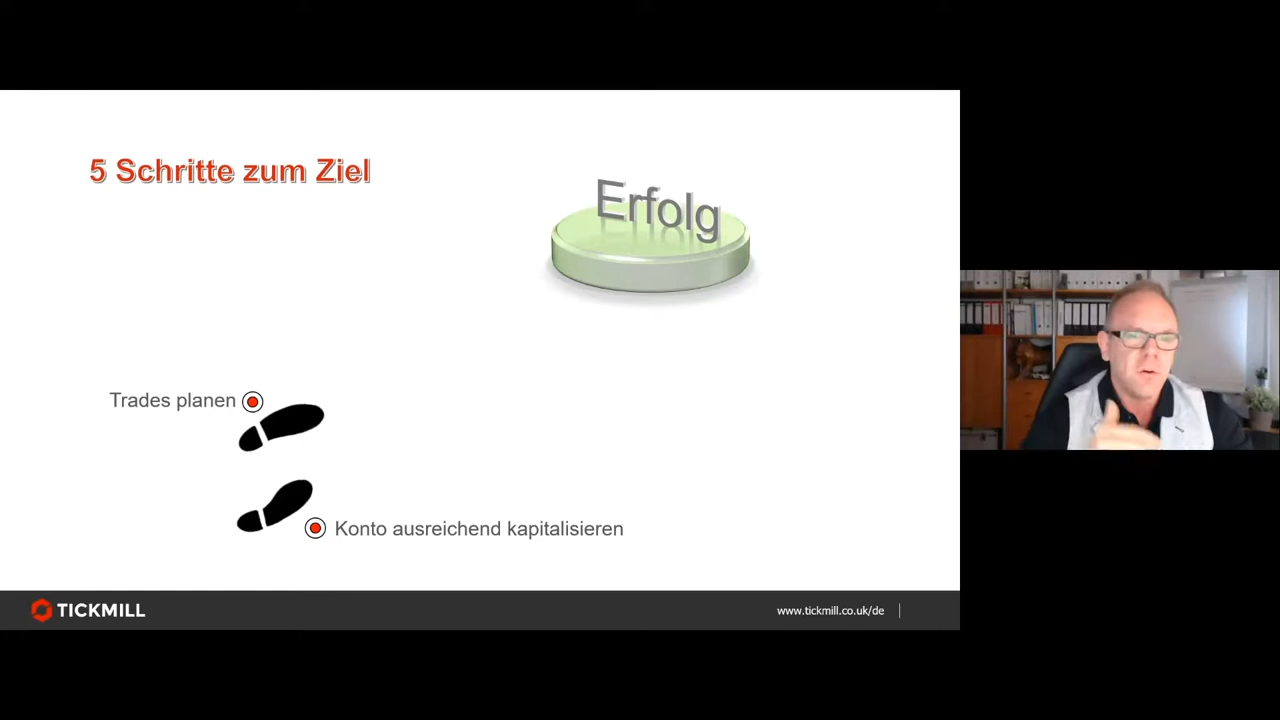 5 Schritte zum Ziel
Erfolg
Trades planen
Konto ausreichend kapitalisieren
TICKMILL
www.tickmill.co.uk/de